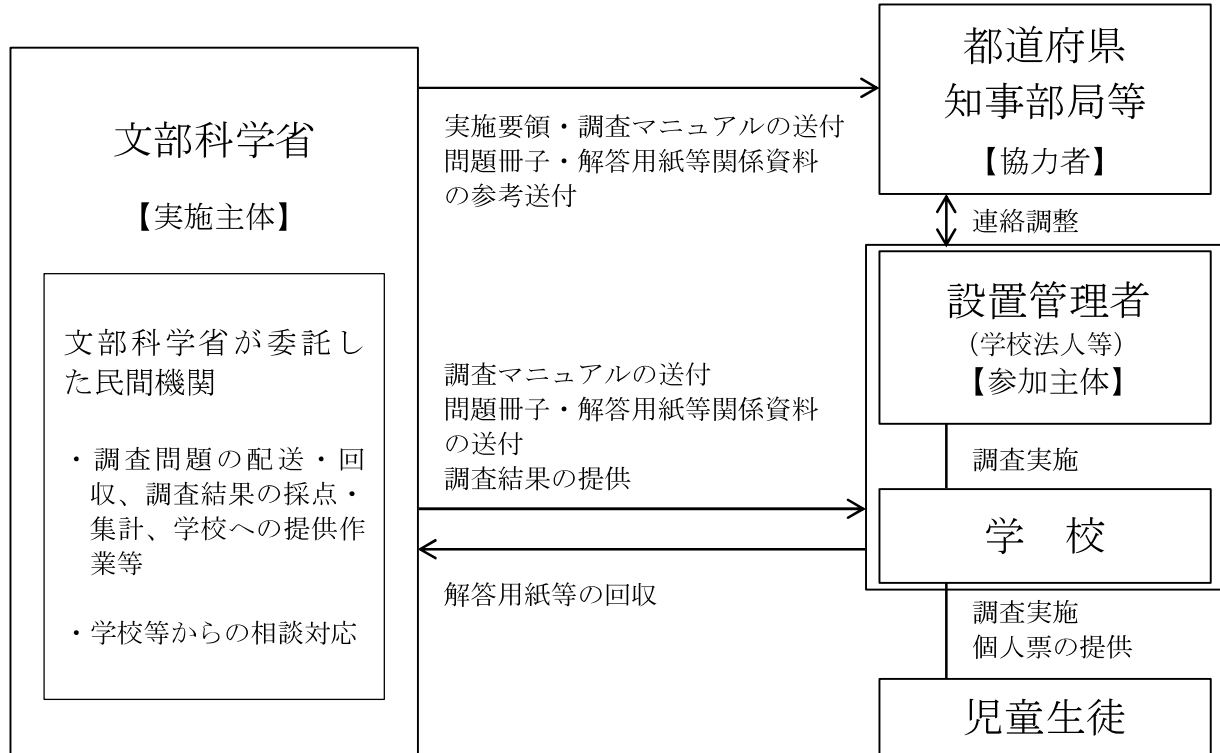 文部科学省
【実施主体】
文部科学省が委託し
た民間機関
・調査問題の配送・回
収、調査結果の採点・
集計、学校への提供作
業等
・学校等からの相談対応
実施要領・調査マニュアルの送付
問題冊子・解答用紙等関係資料
の参考送付
調査マニュアルの送付
問題冊子・解答用紙等関係資料
の送付
調査結果の提供
解答用紙等の回収
都道府県
知事部局等
【協力者】
連絡調整
設置管理者
(学校法人等)
【参加主体】
調査実施
学 校
調査実施
個人票の提供
児童生徒